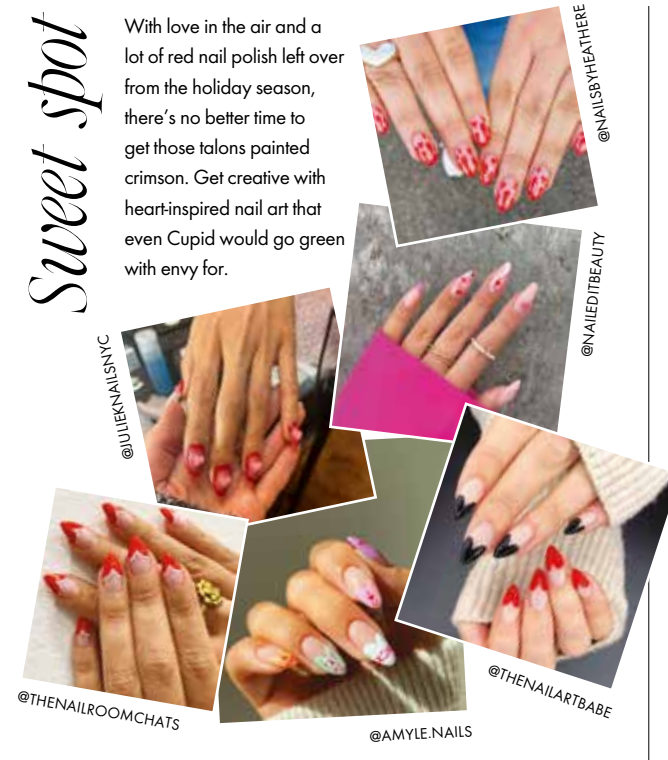 Sweet spot
With love in the air and a
lot of red nail polish left over
from the holiday season,
there's no better time to
get those talons painted
crimson. Get creative with
heart-inspired nail art that
even Cupid would go green
with envy for.
@NAILSBYHEATHERE
@NAILEDITBEAUTY
@JULIEKNAILSNYC
@THENAILARTBABE
@THENAILROOMCHATS
@AMYLE.NAILS